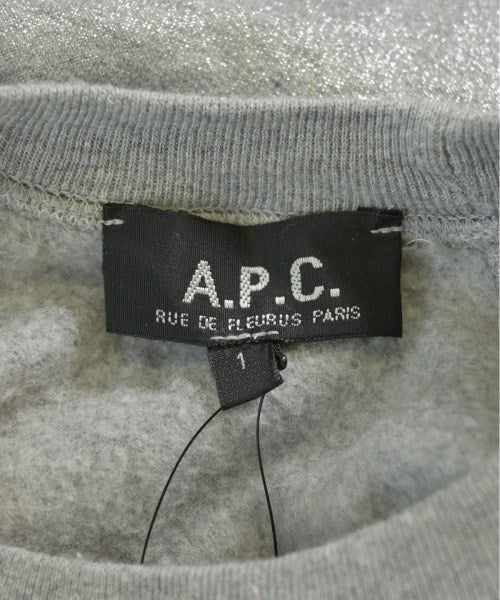 A.P.C.
RUE DE FLEURUS PARIS
1